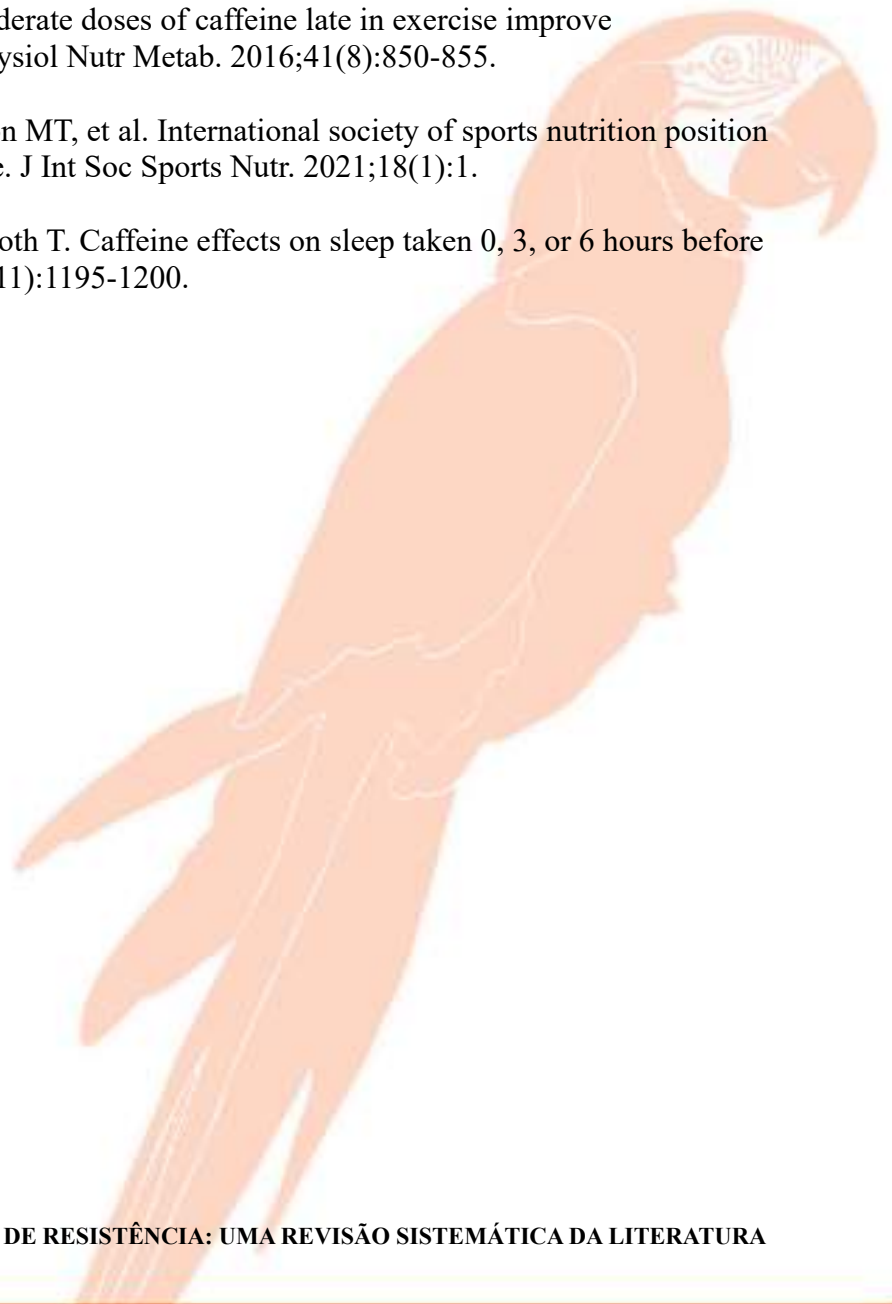 derate doses of caffeine late in exercise improve
ysiol Nutr Metab. 2016;41(8):850-855.
on MT, et al. International society of sports nutrition position
e. J Int Soc Sports Nutr. 2021;18(1):1.
oth T. Caffeine effects on sleep taken 0, 3, or 6 hours before
11):1195-1200.
DE RESISTÊNCIA: UMA REVISÃO SISTEMÁTICA DA LITERATURA